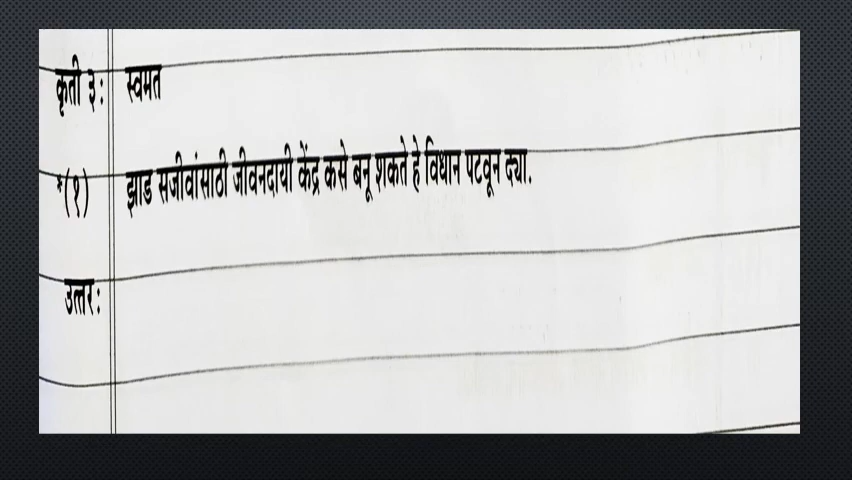 कृती ३: स्वमत
*(१) झाड सजीवांसाठी जीवनदायी केंद्र कसे बनू शकते हे विधान पटवून द्या.
उत्तर: